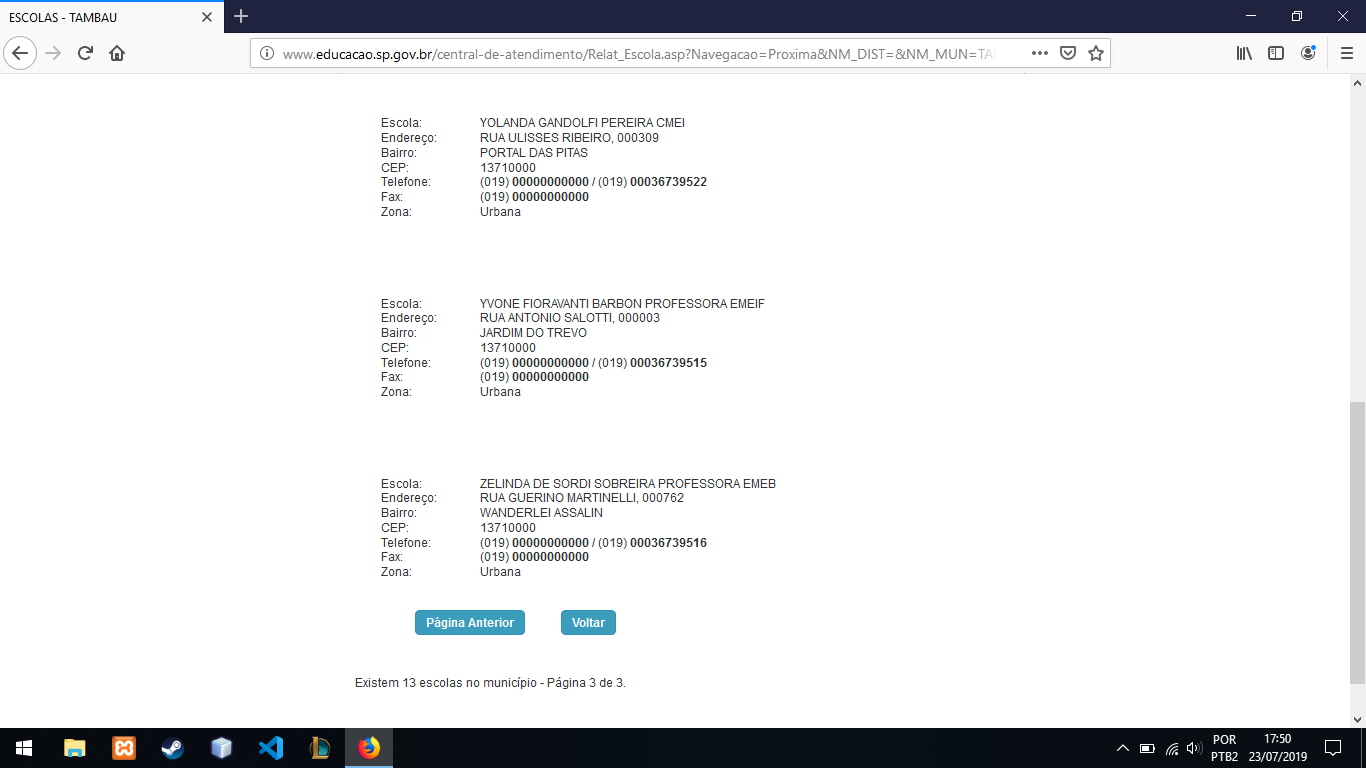 ESCOLAS - TAMBAU
www.educacao.sp.gov.br/central-de-atendimento/Relat_Escola.asp?Navegacao=Proxima&NM_DIST=&NM_MUN=TA
Escola: YOLANDA GANDOLFI PEREIRA CMEI
Endereço: RUA ULISSES RIBEIRO, 000309
Bairro: PORTAL DAS PITAS
CEP: 13710000
Telefone: (019) 00000000000 / (019) 00036739522
Fax: (019) 00000000000
Zona: Urbana
Escola: YVONE FIORAVANTI BARBON PROFESSORA EMEIF
Endereço: RUA ANTONIO SALOTTI, 000003
Bairro: JARDIM DO TREVO
CEP: 13710000
Telefone: (019) 00000000000 / (019) 00036739515
Fax: (019) 00000000000
Zona: Urbana
Escola: ZELINDA DE SORDI SOBREIRA PROFESSORA EMEB
Endereço: RUA GUERINO MARTINELLI, 000762
Bairro: WANDERLEI ASSALIN
CEP: 13710000
Telefone: (019) 00000000000 / (019) 00036739516
Fax: (019) 00000000000
Zona: Urbana
Página Anterior Voltar
Existem 13 escolas no município - Página 3 de 3.
POR 17:50
PTB2 23/07/2019